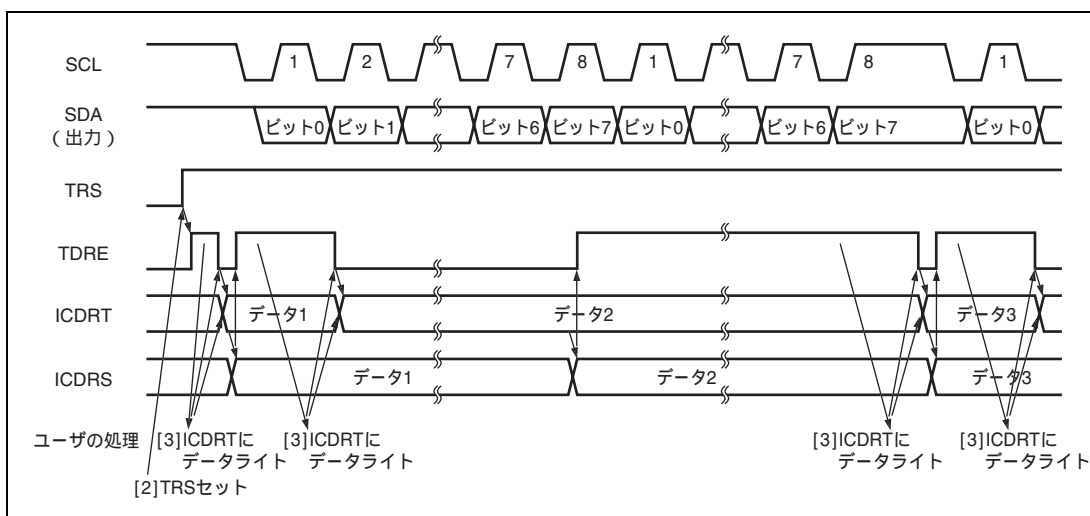 SCL 1 2 7 8 1 7 8 1
SDA
（出力） ビット0 ビット1 ビット6 ビット7 ビット0 ビット6 ビット7 ビット0
TRS
TDRE
ICDRT データ1 データ2 データ3
ICDRS データ1 データ2 データ3
ユーザの処理 [3]ICDRTに [3]ICDRTに [3]ICDRTに [3]ICDRTに
データライト データライト データライト データライト
[2]TRSセット